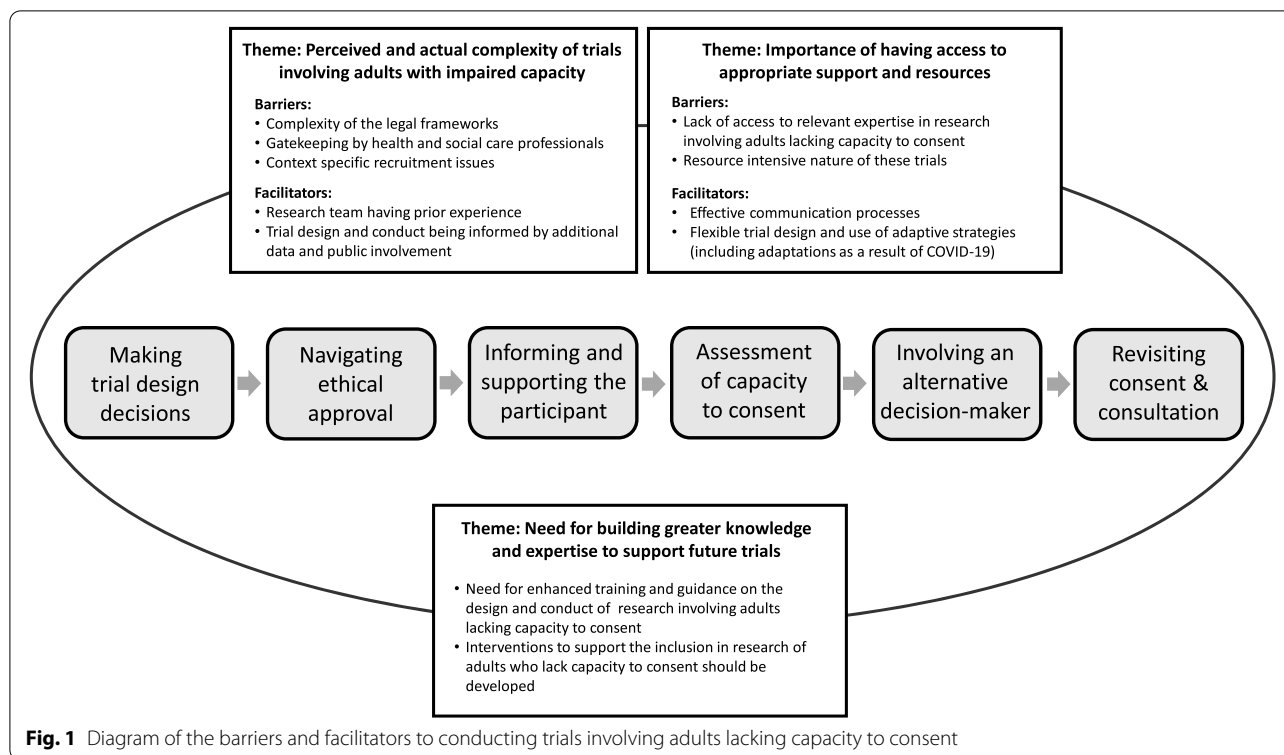 Theme: Perceived and actual complexity of trials
involving adults with impaired capacity
Barriers:
• Complexity of the legal frameworks
• Gatekeeping by health and social care professionals
• Context specific recruitment issues
Facilitators:
• Research team having prior experience
• Trial design and conduct being informed by additional
data and public involvement
Theme: Importance of having access to
appropriate support and resources
Barriers:
• Lack of access to relevant expertise in research
involving adults lacking capacity to consent
• Resource intensive nature of these trials
Facilitators:
• Effective communication processes
• Flexible trial design and use of adaptive strategies
(including adaptations as a result of COVID-19)
Making
trial design
decisions
Navigating
ethical
approval
Informing and
supporting the
participant
Assessment
of capacity
to consent
Involving an
alternative
decision-maker
Revisiting
consent &
consultation
Theme: Need for building greater knowledge
and expertise to support future trials
• Need for enhanced training and guidance on the
design and conduct of research involving adults
lacking capacity to consent
• Interventions to support the inclusion in research of
adults who lack capacity to consent should be
developed
Fig. 1 Diagram of the barriers and facilitators to conducting trials involving adults lacking capacity to consent